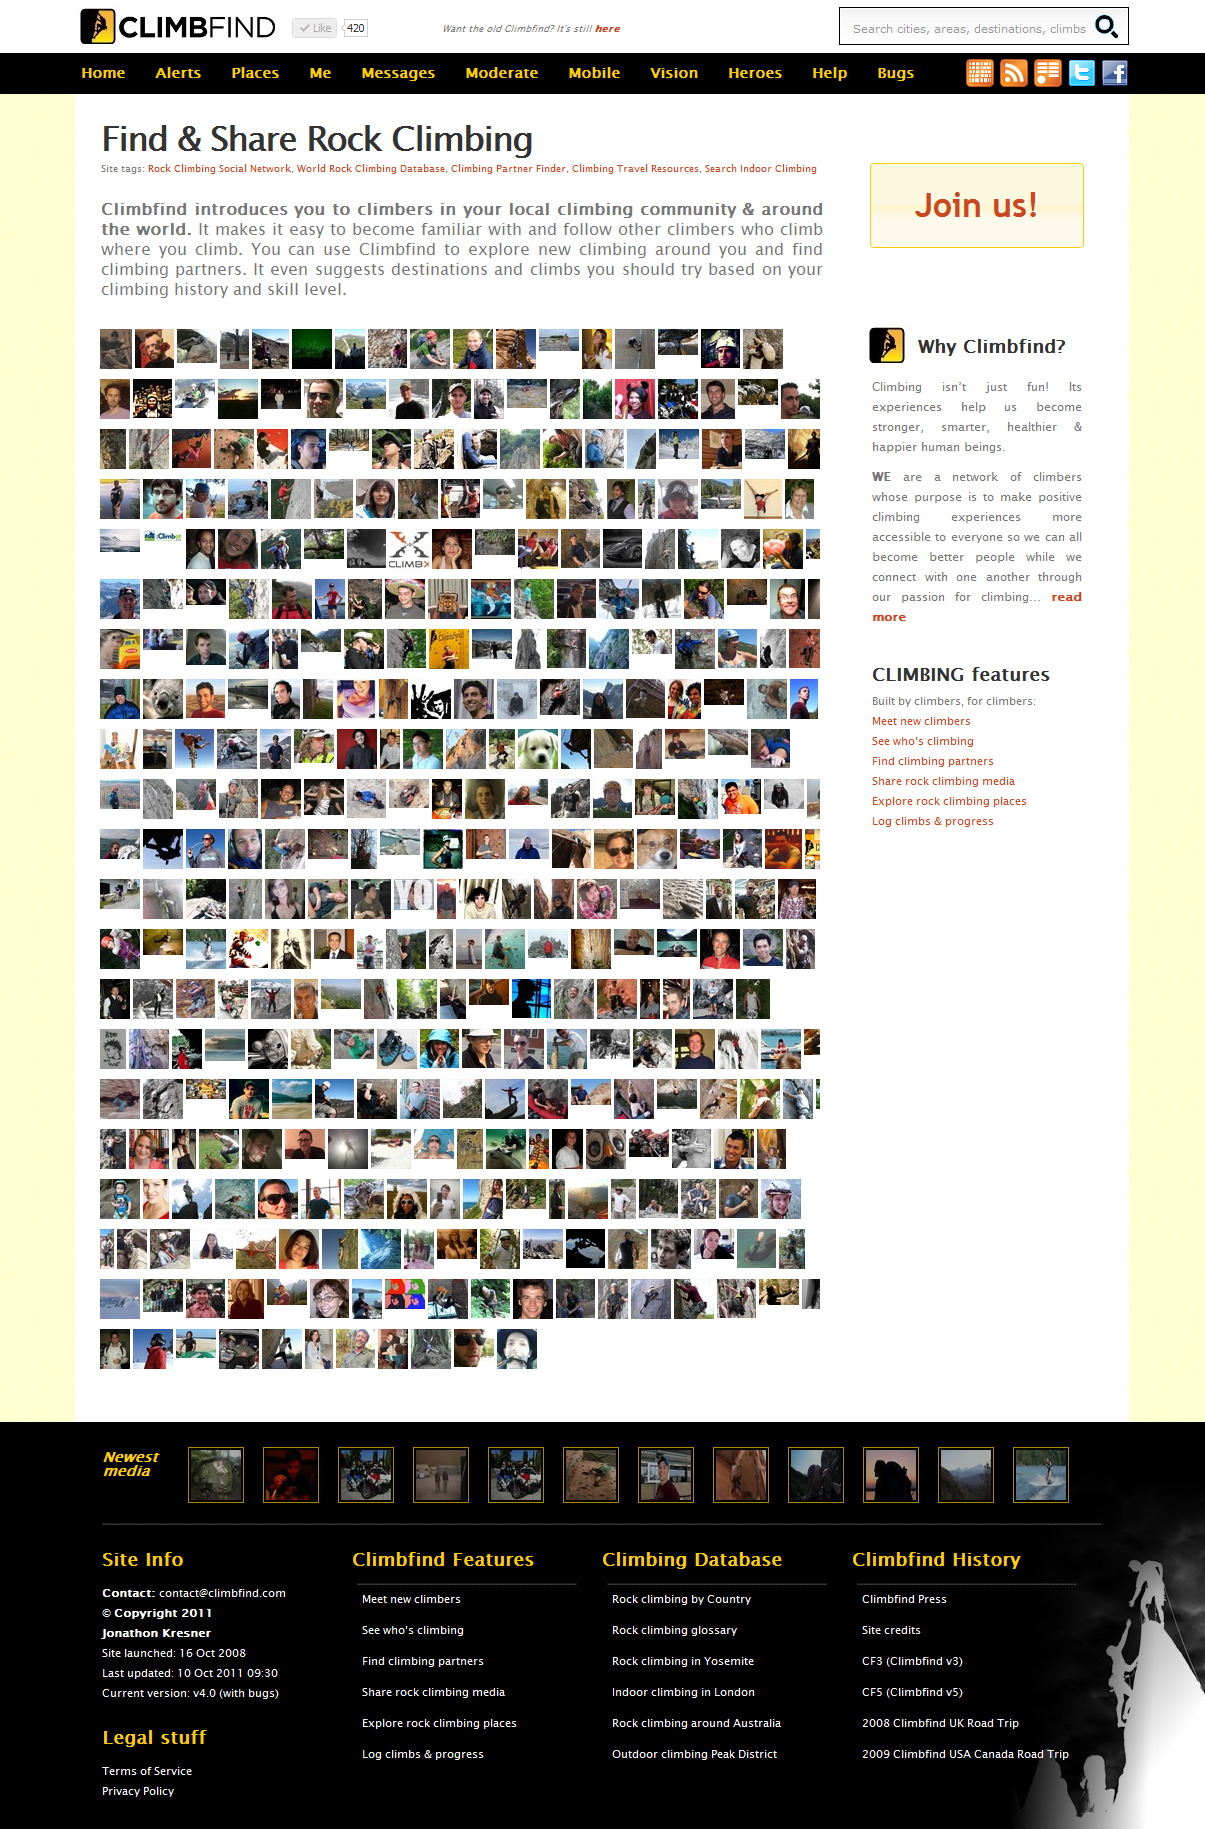 CLIMBFIND
Like 420
Want the old Climbfind? It's still here
Search cities, areas, destinations, climbs
Home Alerts Places Me Messages Moderate Mobile Vision Heroes Help Bugs
Find & Share Rock Climbing
Site tags: Rock Climbing Social Network, World Rock Climbing Database, Climbing Partner Finder, Climbing Travel Resources, Search Indoor Climbing
Climbfind introduces you to climbers in your local climbing community & around
the world. It makes it easy to become familiar with and follow other climbers who climb
where you climb. You can use Climbfind to explore new climbing around you and find
climbing partners. It even suggests destinations and climbs you should try based on your
climbing history and skill level.
Join us!
Why Climbfind?
Climbing isn't just fun! Its
experiences help us become
stronger, smarter, healthier &
happier human beings.
WE are a network of climbers
whose purpose is to make positive
climbing experiences more
accessible to everyone so we can all
become better people while we
connect with one another through
our passion for climbing... read
more
CLIMBING features
Built by climbers, for climbers:
Meet new climbers
See who's climbing
Find climbing partners
Share rock climbing media
Explore rock climbing places
Log climbs & progress
CLIMBX
YO
Newest
media
Site Info
Contact: contact@climbfind.com
© Copyright 2011
Jonathon Kresner
Site launched: 16 Oct 2008
Last updated: 10 Oct 2011 09:30
Current version: v4.0 (with bugs)
Legal stuff
Terms of Service
Privacy Policy
Climbfind Features
Meet new climbers
See who's climbing
Find climbing partners
Share rock climbing media
Explore rock climbing places
Log climbs & progress
Climbing Database
Rock climbing by Country
Rock climbing glossary
Rock climbing in Yosemite
Indoor climbing in London
Rock climbing around Australia
Outdoor climbing Peak District
Climbfind History
Climbfind Press
Site credits
CF3 (Climbfind v3)
CF5 (Climbfind v5)
2008 Climbfind UK Road Trip
2009 Climbfind USA Canada Road Trip